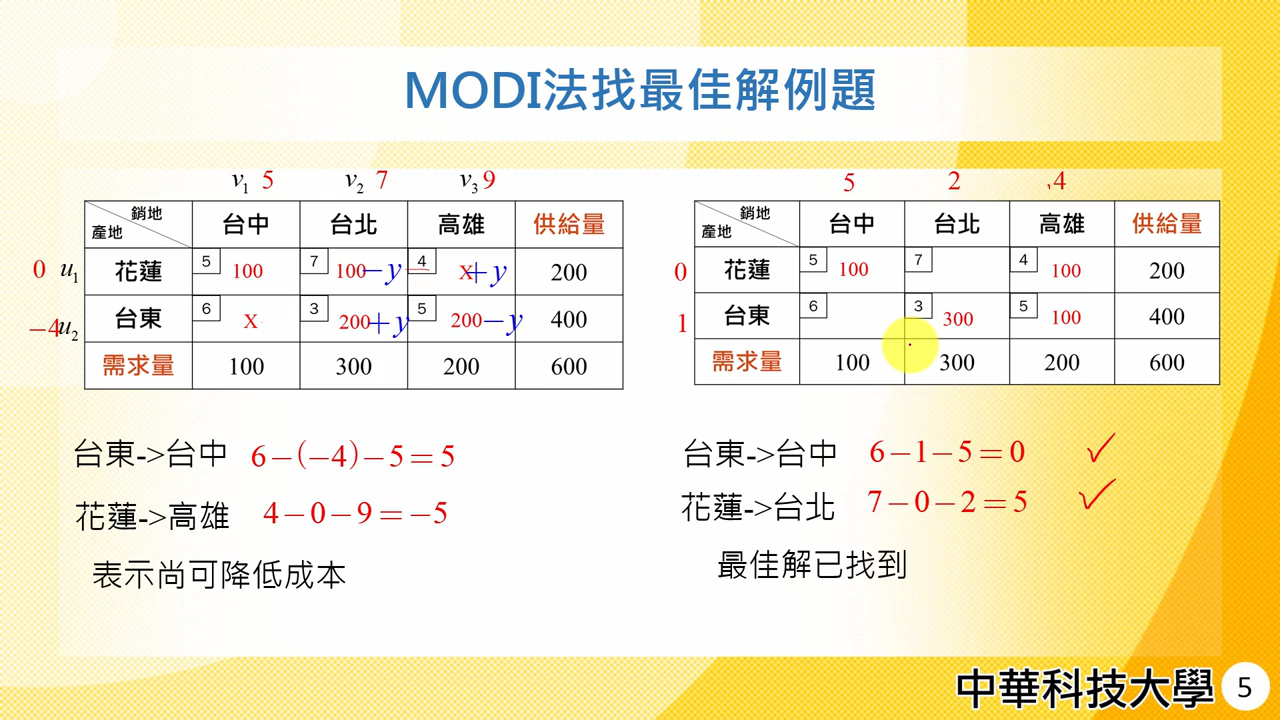 MODI法找最佳解例題
v1 5 v2 7 v3 9
銷地 產地 台中 台北 高雄 供給量
0 u1 花蓮 5 100 7 100−y 4 X+y 200
−4 u2 台東 6 X 3 200+y 5 200−y 400
需求量 100 300 200 600
台東->台中 6−(−4)−5=5
花蓮->高雄 4−0−9=−5
表示尚可降低成本
5 2 4
銷地 產地 台中 台北 高雄 供給量
0 花蓮 5 100 7 4 100 200
1 台東 6 3 300 5 100 400
需求量 100 300 200 600
台東->台中 6−1−5=0 ✓
花蓮->台北 7−0−2=5 ✓
最佳解已找到
中華科技大學 5